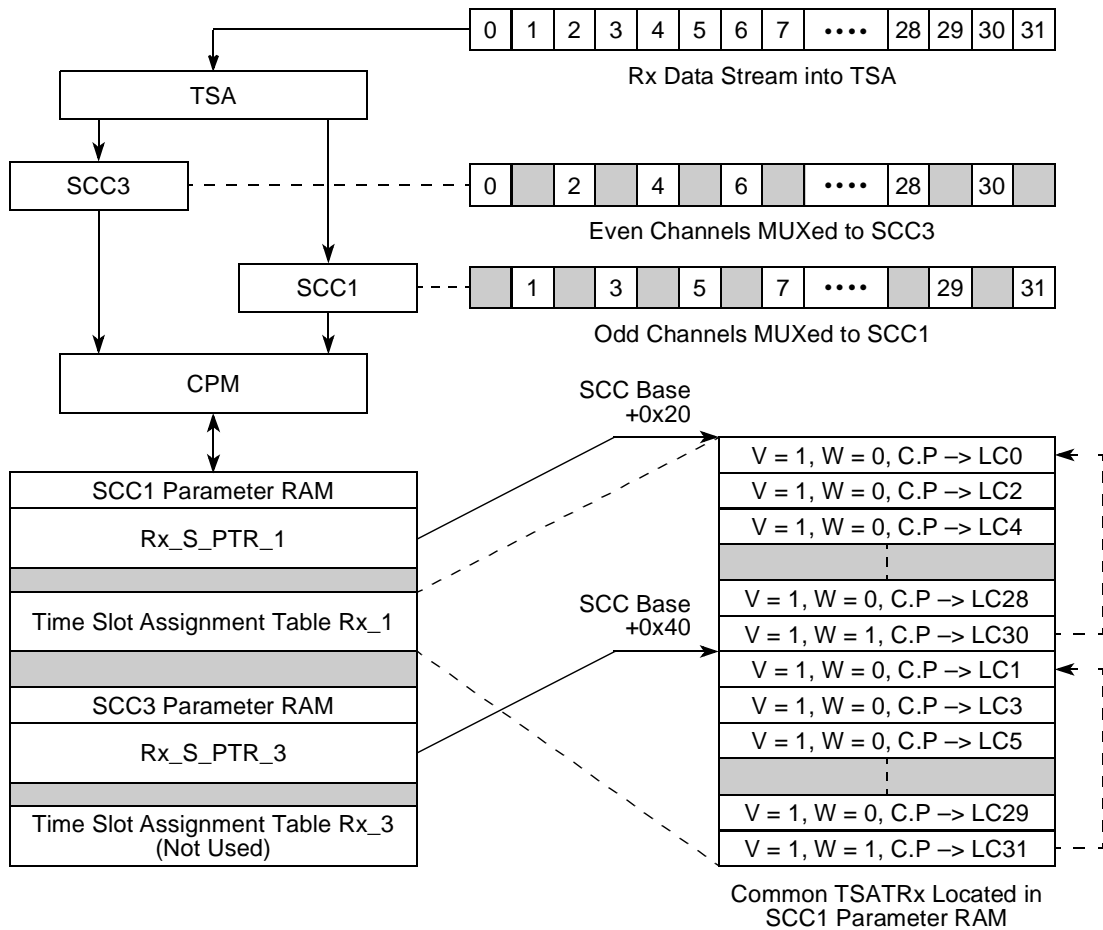 0 1 2 3 4 5 6 7 •••• 28 29 30 31
Rx Data Stream into TSA
TSA
SCC3
0 2 4 6 •••• 28 30
Even Channels MUXed to SCC3
SCC1
1 3 5 7 •••• 29 31
Odd Channels MUXed to SCC1
CPM
SCC1 Parameter RAM
Rx_S_PTR_1
Time Slot Assignment Table Rx_1
SCC3 Parameter RAM
Rx_S_PTR_3
Time Slot Assignment Table Rx_3
(Not Used)
SCC Base
+0x20
SCC Base
+0x40
V = 1, W = 0, C.P –> LC0
V = 1, W = 0, C.P –> LC2
V = 1, W = 0, C.P –> LC4
V = 1, W = 0, C.P –> LC28
V = 1, W = 1, C.P –> LC30
V = 1, W = 0, C.P –> LC1
V = 1, W = 0, C.P –> LC3
V = 1, W = 0, C.P –> LC5
V = 1, W = 0, C.P –> LC29
V = 1, W = 1, C.P –> LC31
Common TSATRx Located in
SCC1 Parameter RAM